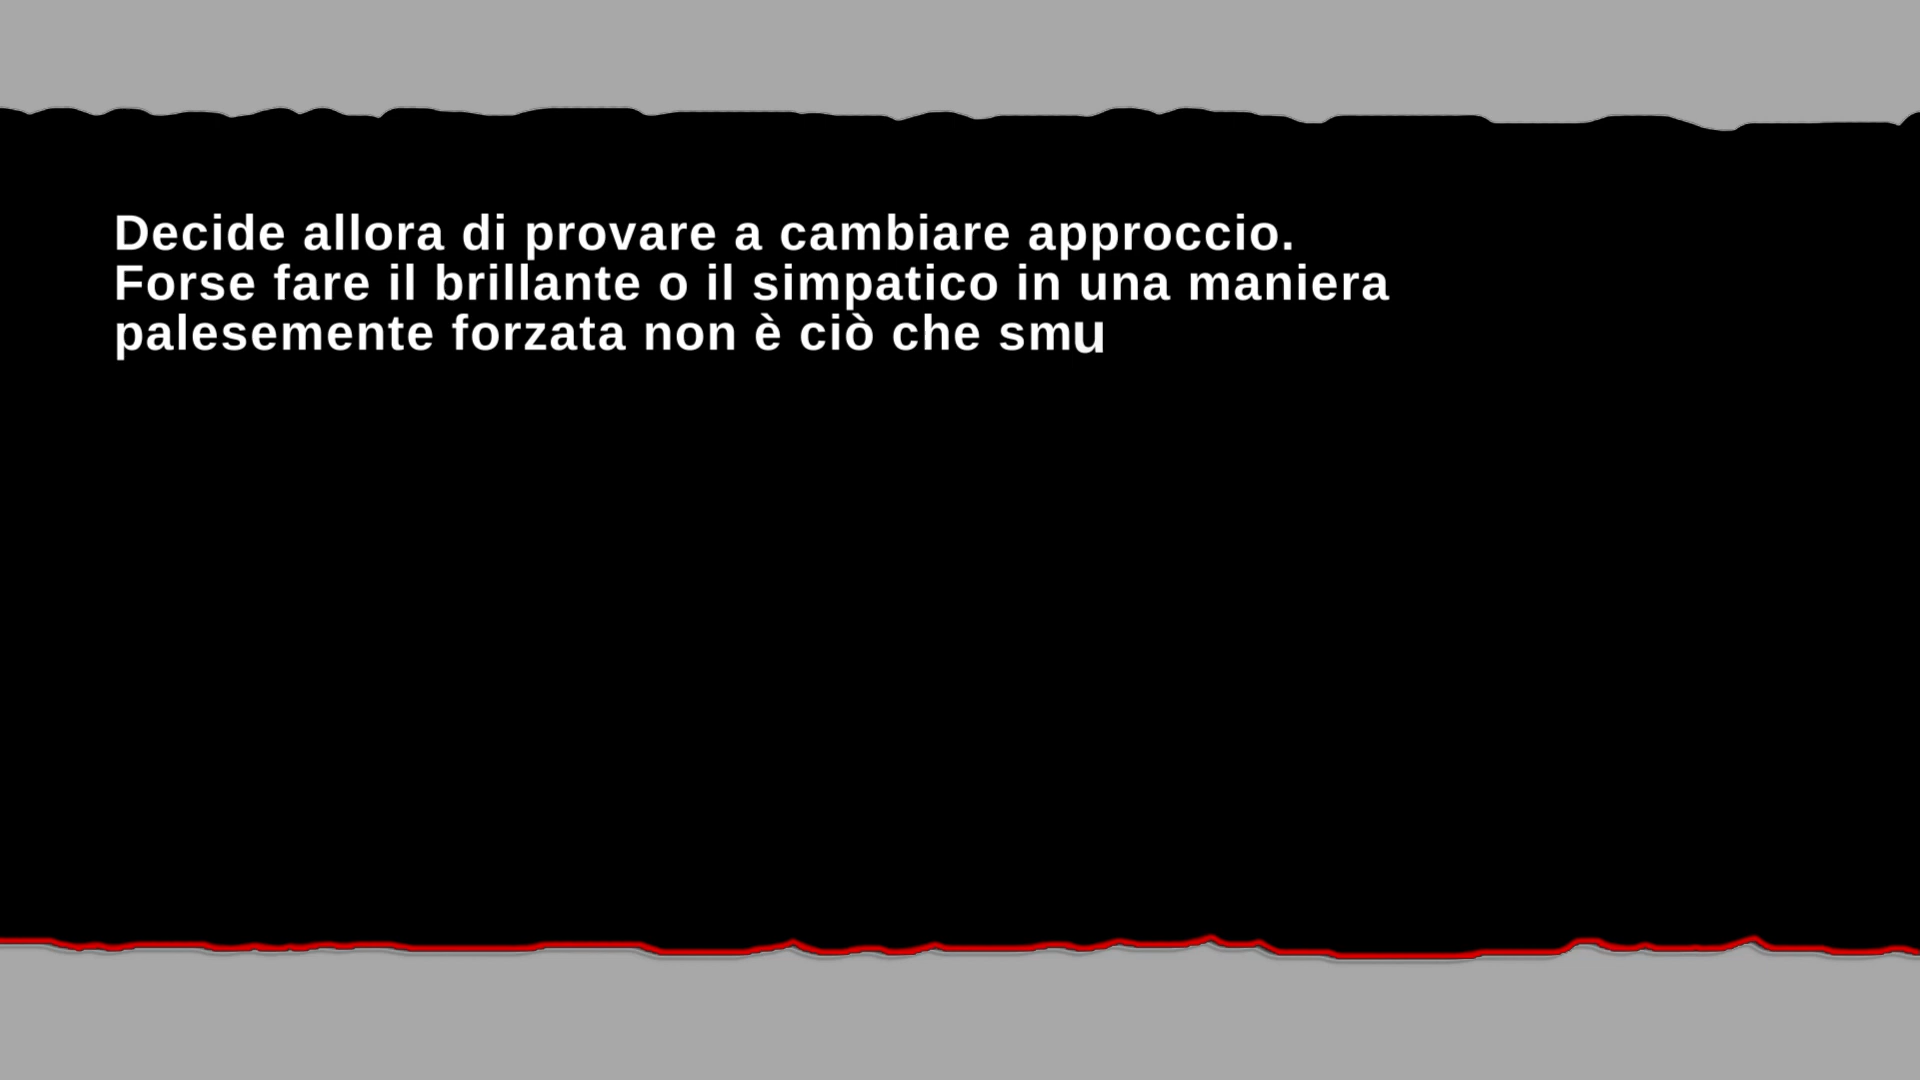 Decide allora di provare a cambiare approccio.
Forse fare il brillante o il simpatico in una maniera
palesemente forzata non è ciò che smu